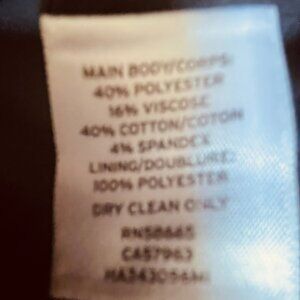 MAIN BODY/CORPS:
40% POLYESTER
16% VISCOSE
40% COTTON/COTON
4% SPANDEX
LINING/DOUBLURE:
100% POLYESTER
DRY CLEAN ONLY
CA57963